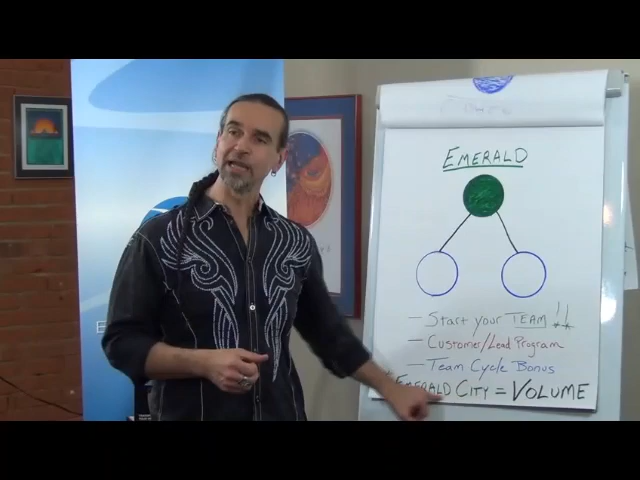 EMERALD
— Start your TEAM !!
— Customer/Lead Program
— Team Cycle Bonus
* EMERALD CITY = VOLUME
E